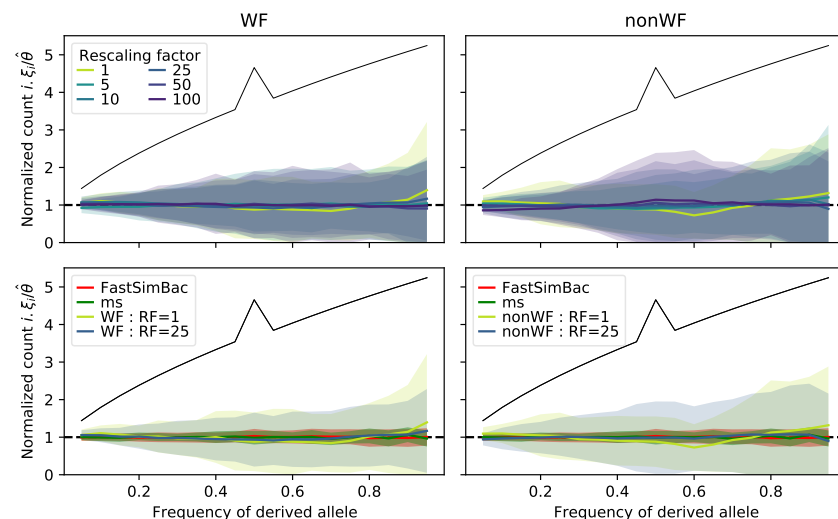 WF
nonWF
Normalized count i. ξᵢ/θ̂
5
4
3
2
1
0
Rescaling factor
1 25
5 50
10 100
Normalized count i. ξᵢ/θ̂
5
4
3
2
1
0
FastSimBac
ms
WF : RF=1
WF : RF=25
FastSimBac
ms
nonWF : RF=1
nonWF : RF=25
0.2 0.4 0.6 0.8
0.2 0.4 0.6 0.8
Frequency of derived allele
Frequency of derived allele